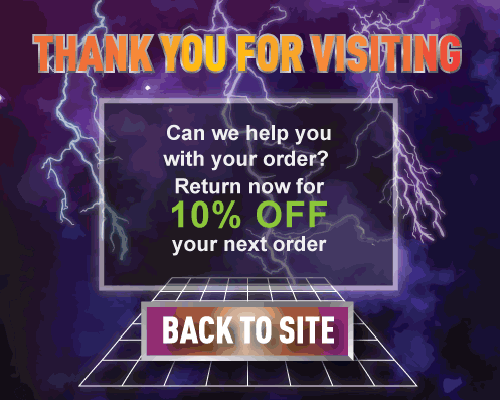 THANK YOU FOR VISITING
Can we help you
with your order?
Return now for
10% OFF
your next order
BACK TO SITE